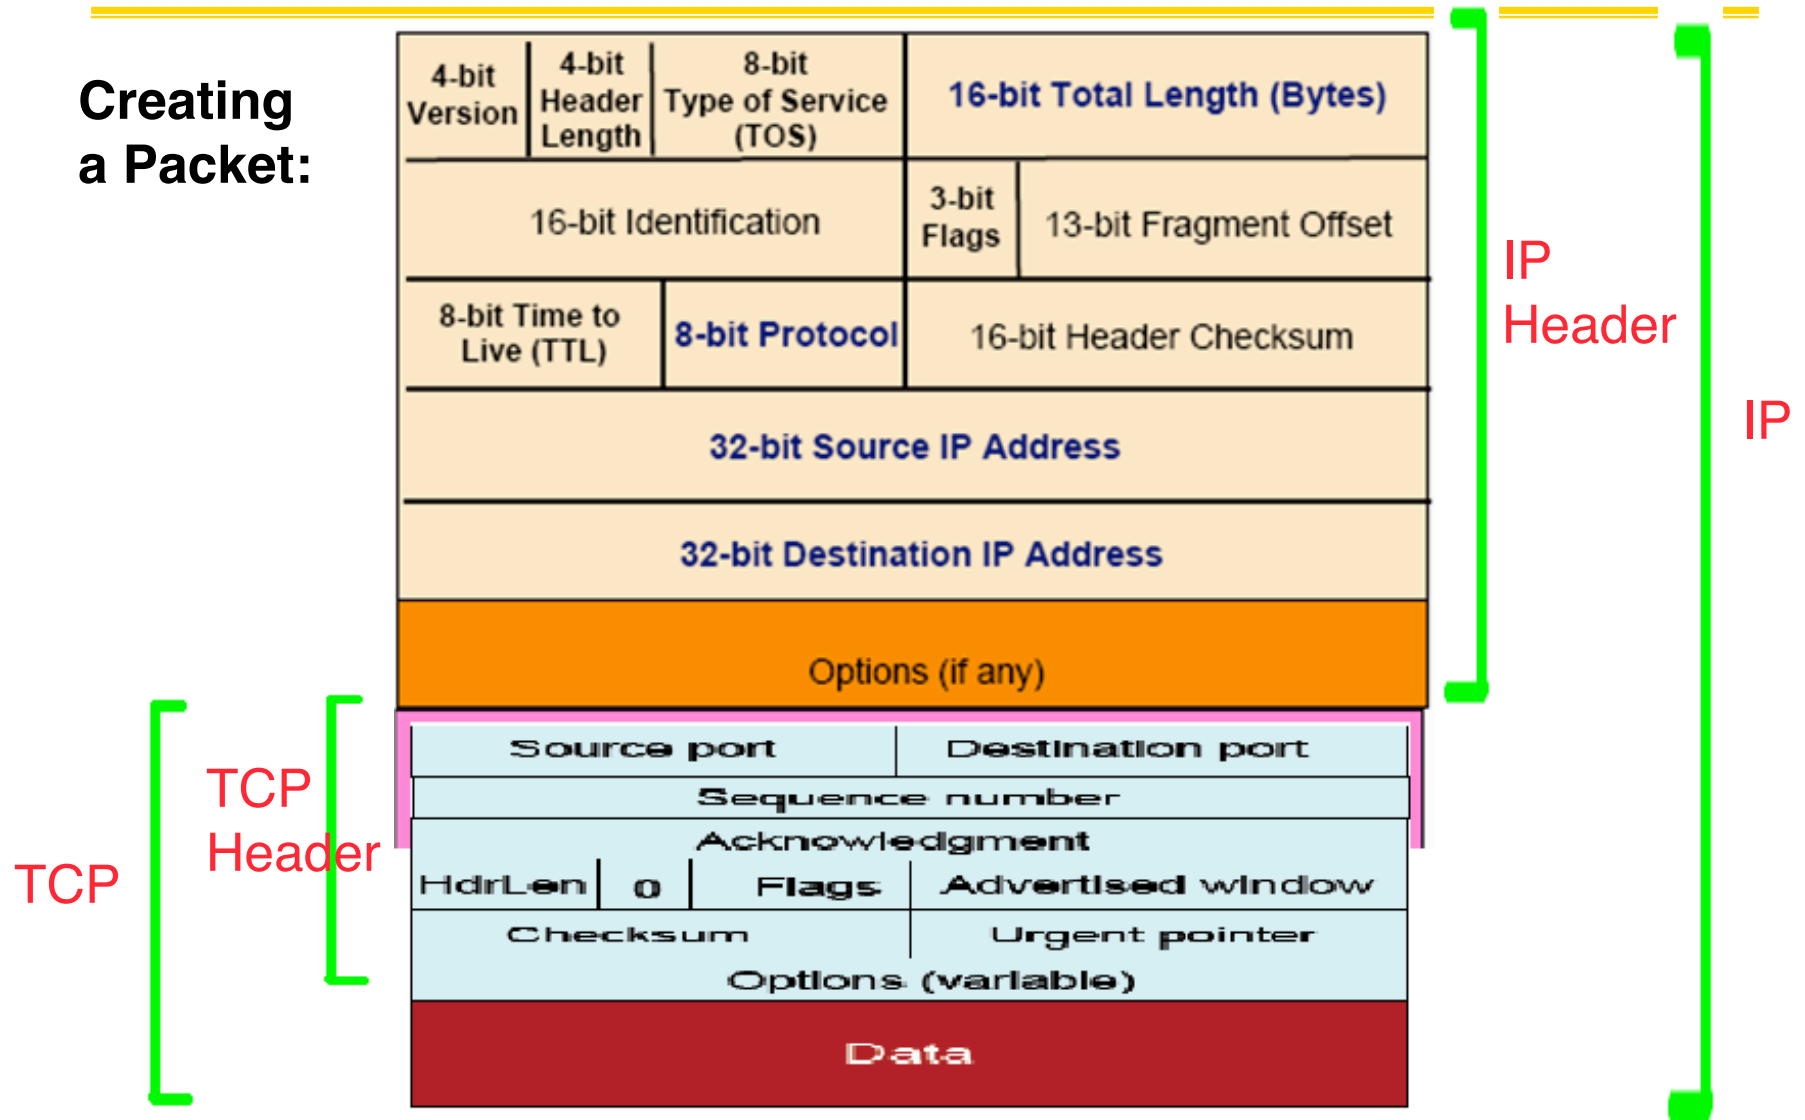 Creating
a Packet:
4-bit
Version
4-bit
Header
Length
8-bit
Type of Service
(TOS)
16-bit Total Length (Bytes)
16-bit Identification
3-bit
Flags
13-bit Fragment Offset
8-bit Time to
Live (TTL)
8-bit Protocol
16-bit Header Checksum
32-bit Source IP Address
32-bit Destination IP Address
Options (if any)
IP
Header
IP
Source port
Destination port
Sequence number
Acknowledgment
HdrLen
0
Flags
Advertised window
Checksum
Urgent pointer
Options (variable)
Data
TCP
Header
TCP